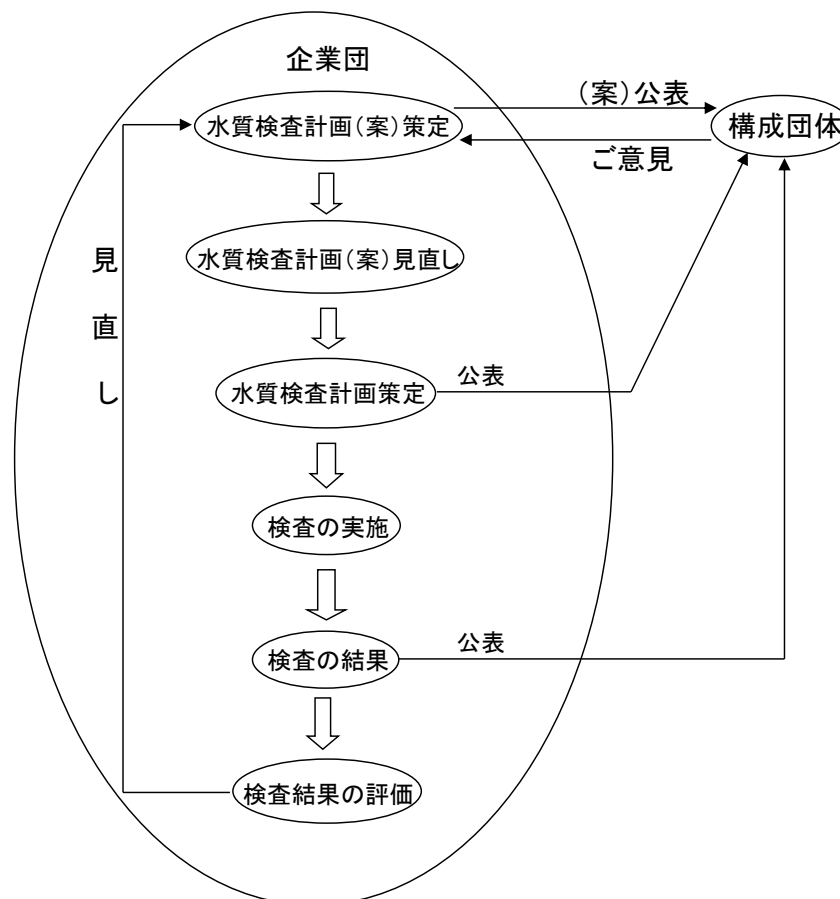 企業団
(案)公表
水質検査計画(案)策定
構成団体
ご意見
水質検査計画(案)見直し
見
直
し
水質検査計画策定
公表
検査の実施
検査の結果
公表
検査結果の評価